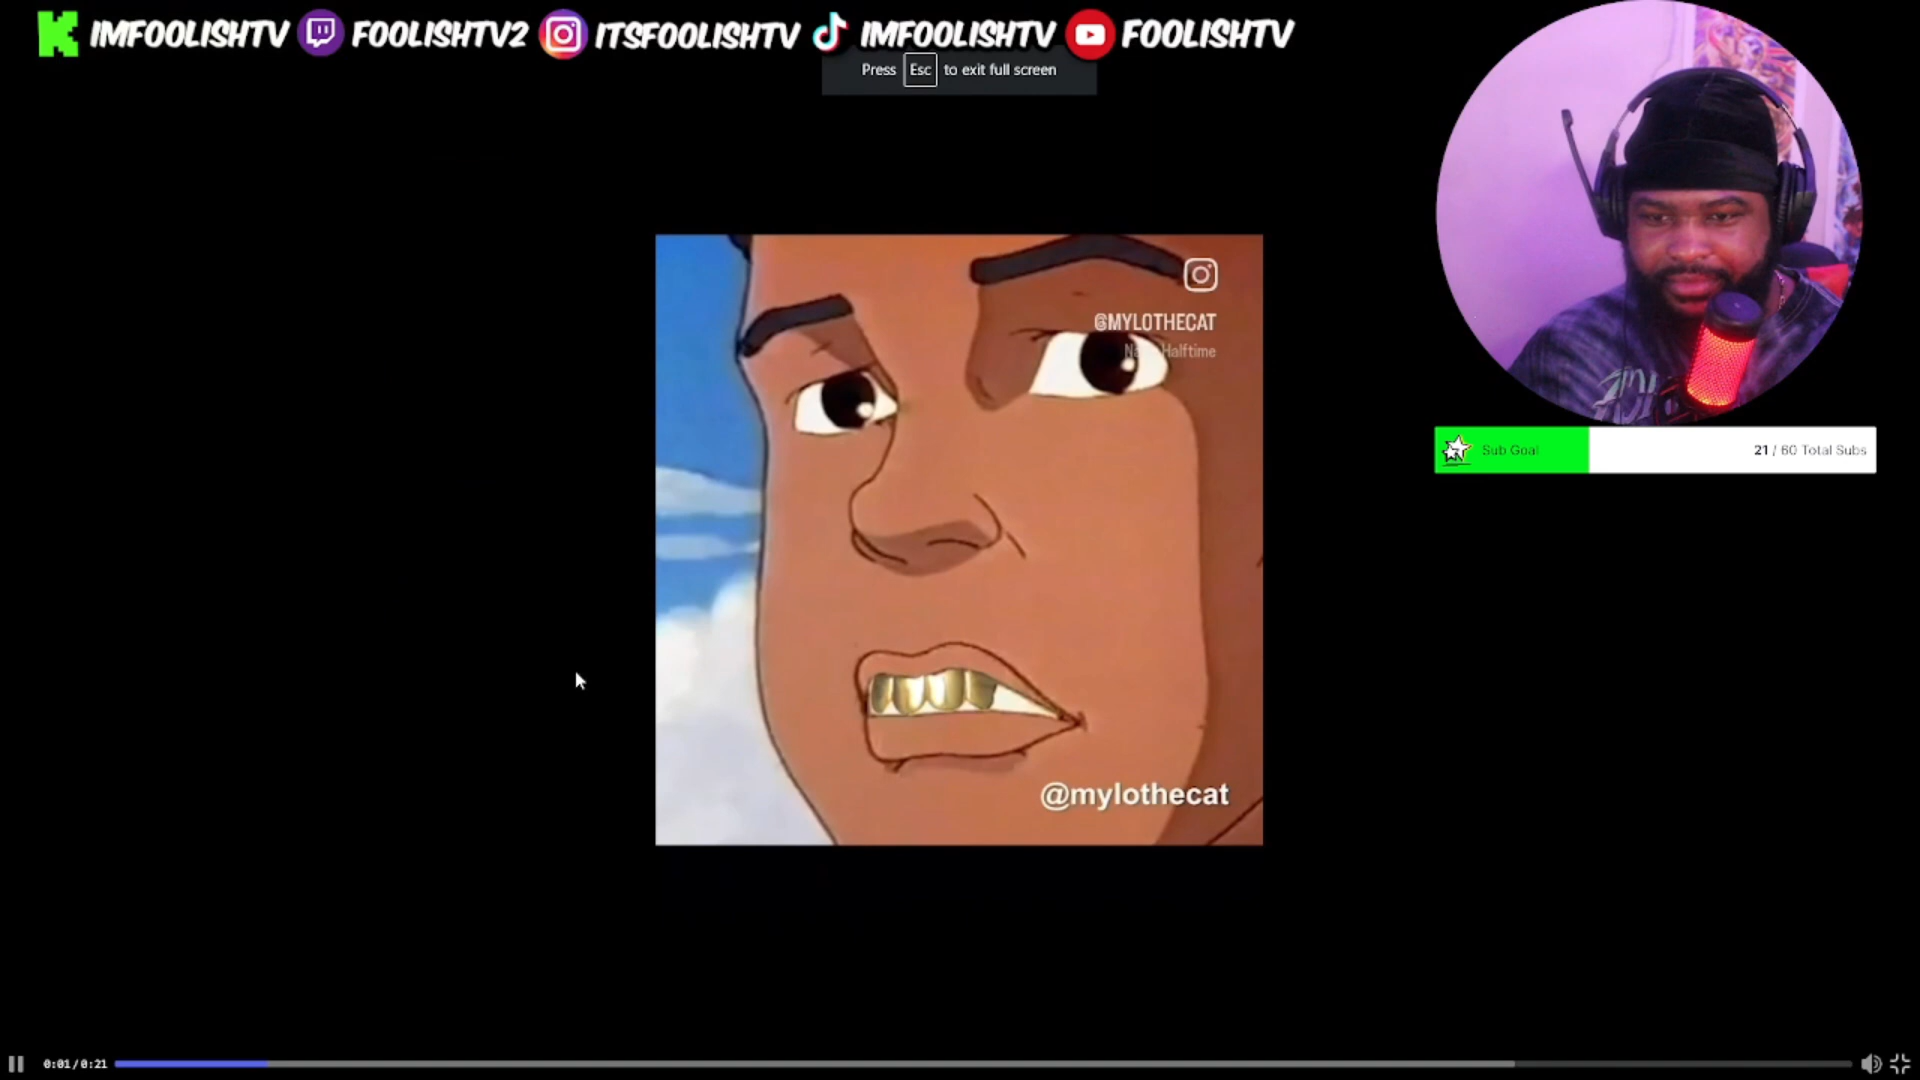 IMFOOLISHTV FOOLISHTV2 ITSFOOLISHTV IMFOOLISHTV FOOLISHTV
Press Esc to exit full screen
@MYLOTHECAT
Halftime
Sub Goal 21 / 60 Total Subs
@mylothecat
0:01/0:21